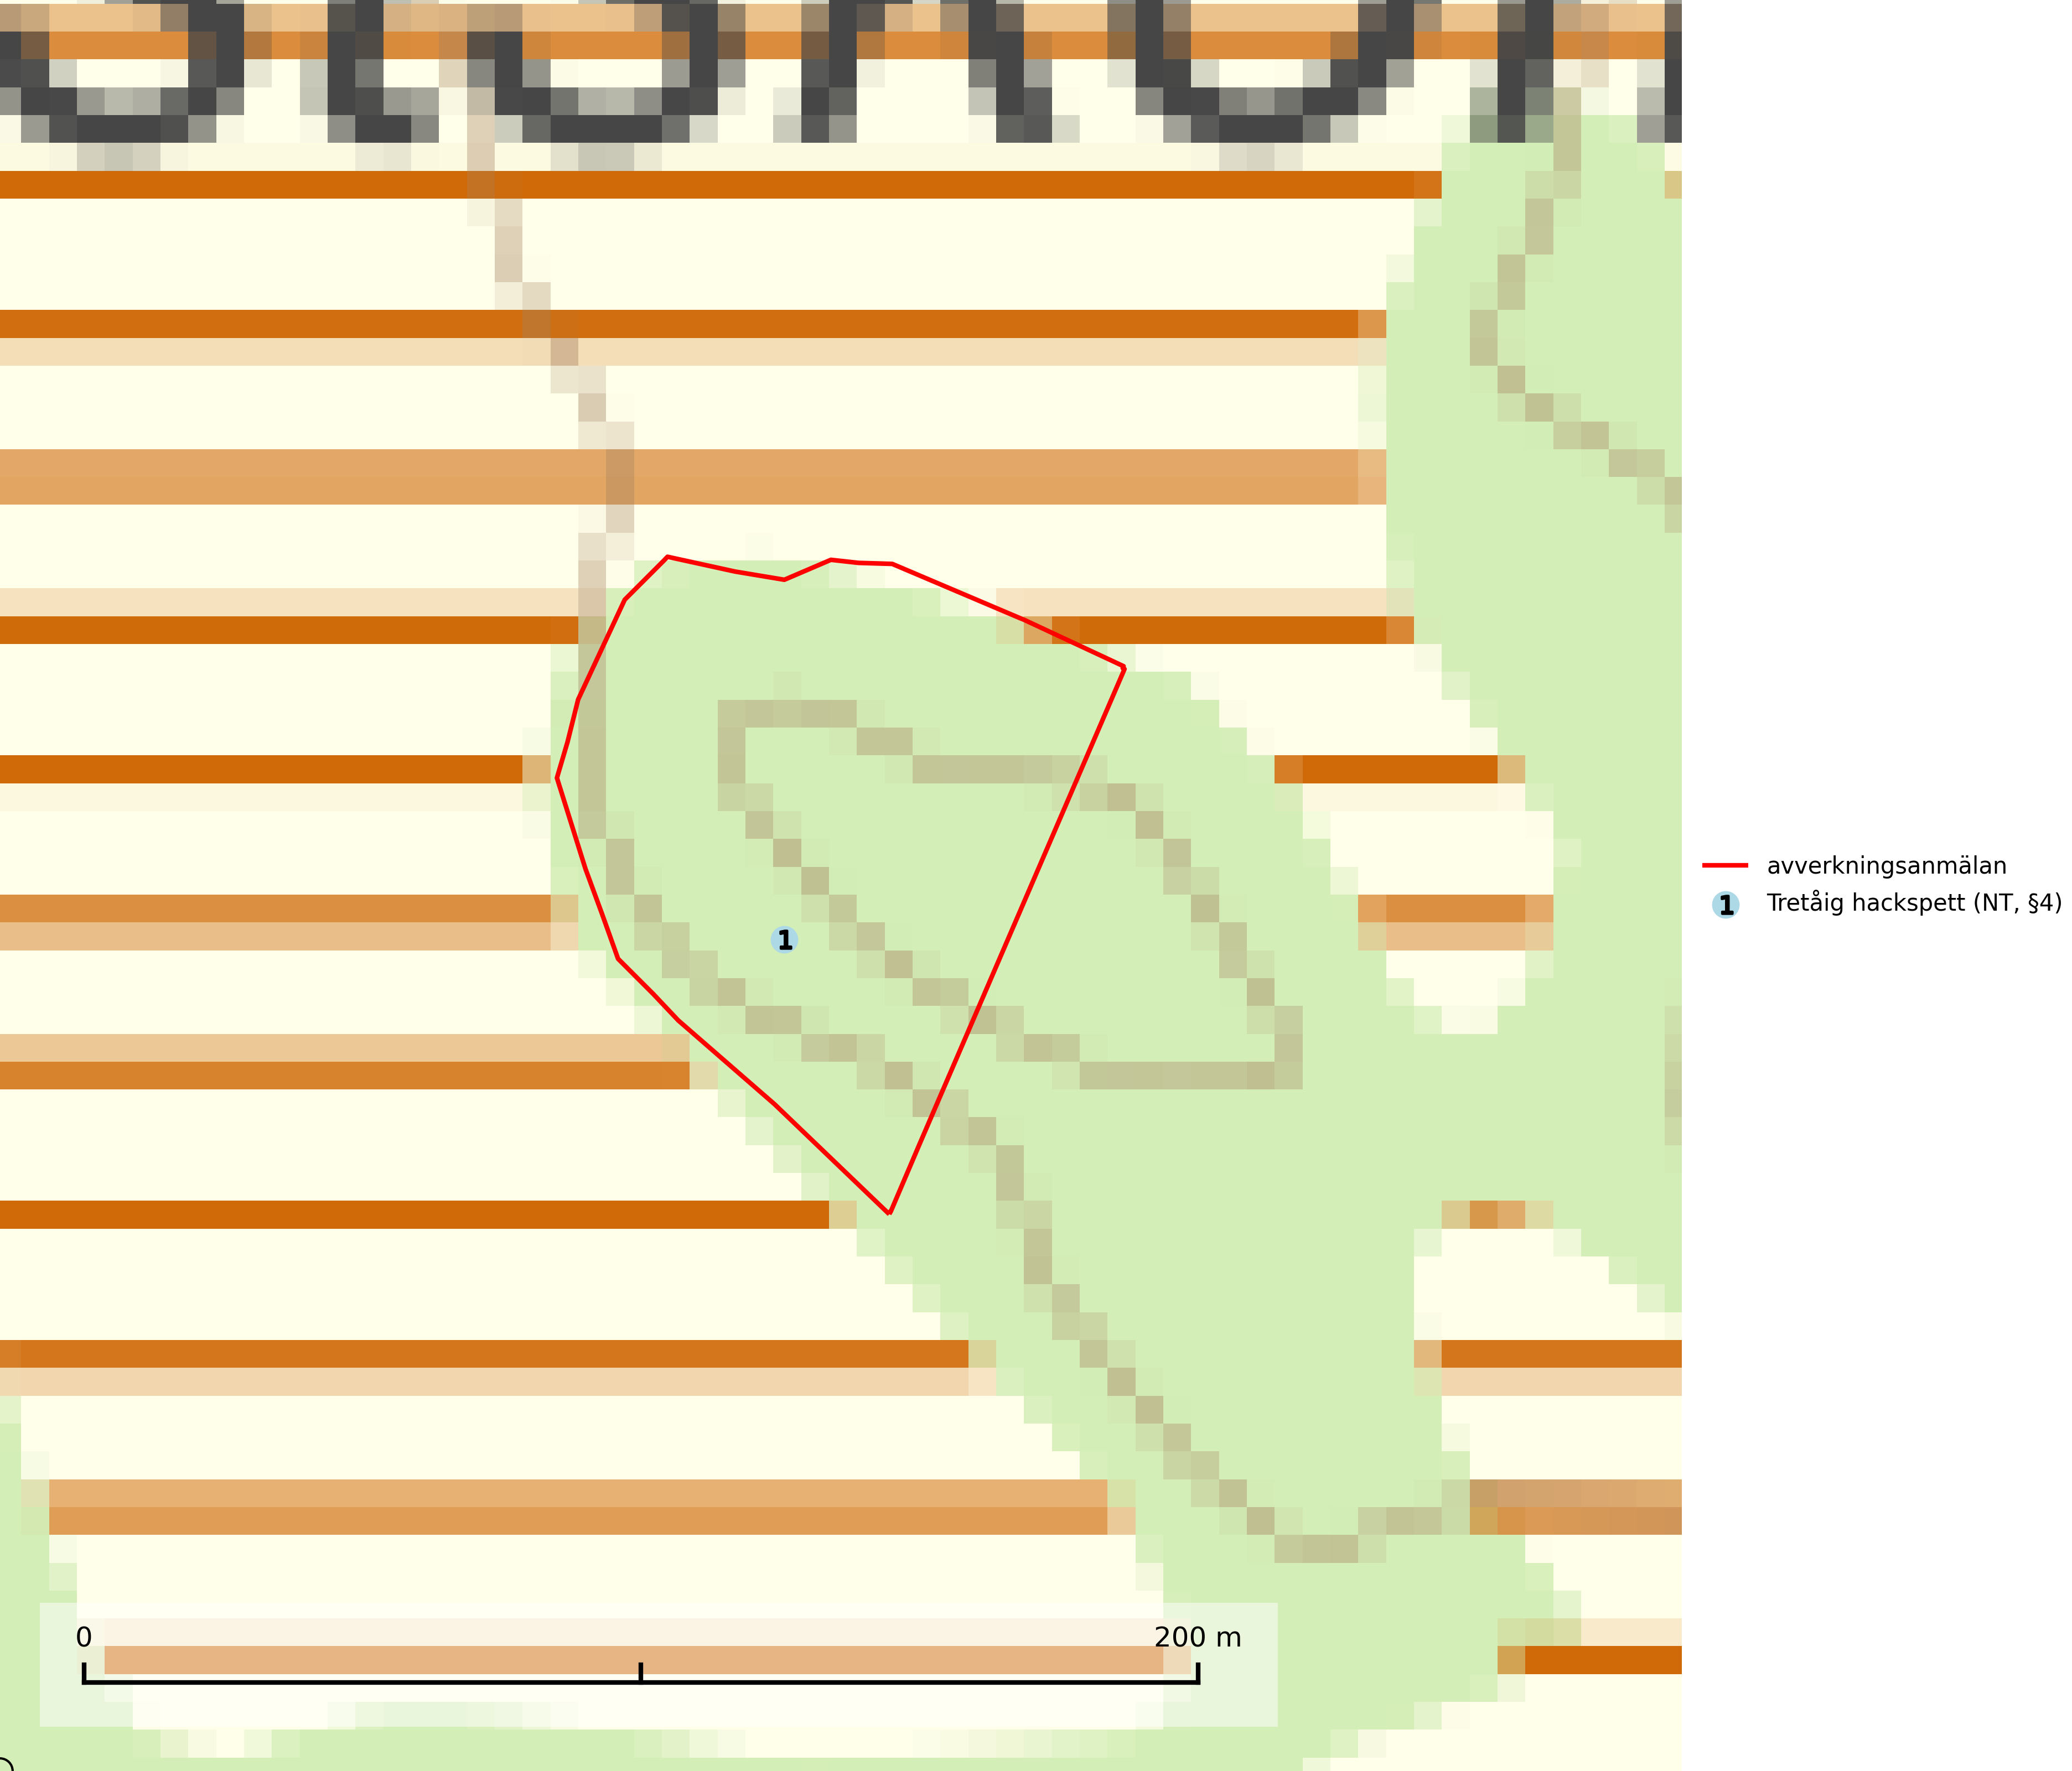 avverkningsanmälan
1 Tretåig hackspett (NT, §4)
1
0 200 m